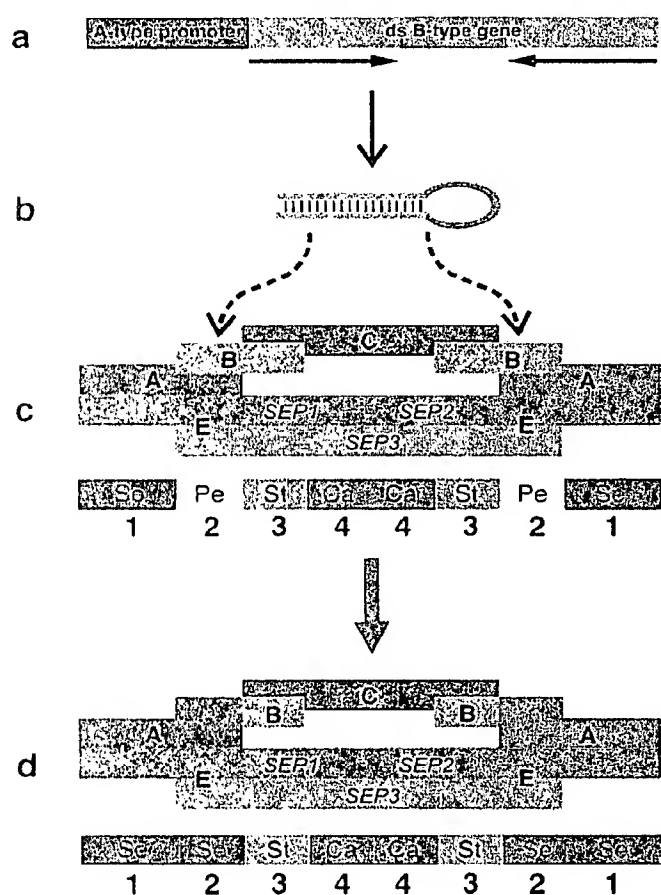 a A-type promoter ds B-type gene
b
C
B B
A A
c SEP1 SEP2
E E
SEP3
Se Pe St Ca Ca St Pe Se
1 2 3 4 4 3 2 1
C
B B
A A
d SEP1 SEP2
E E
SEP3
Se Se St Ca Ca St Se Se
1 2 3 4 4 3 2 1